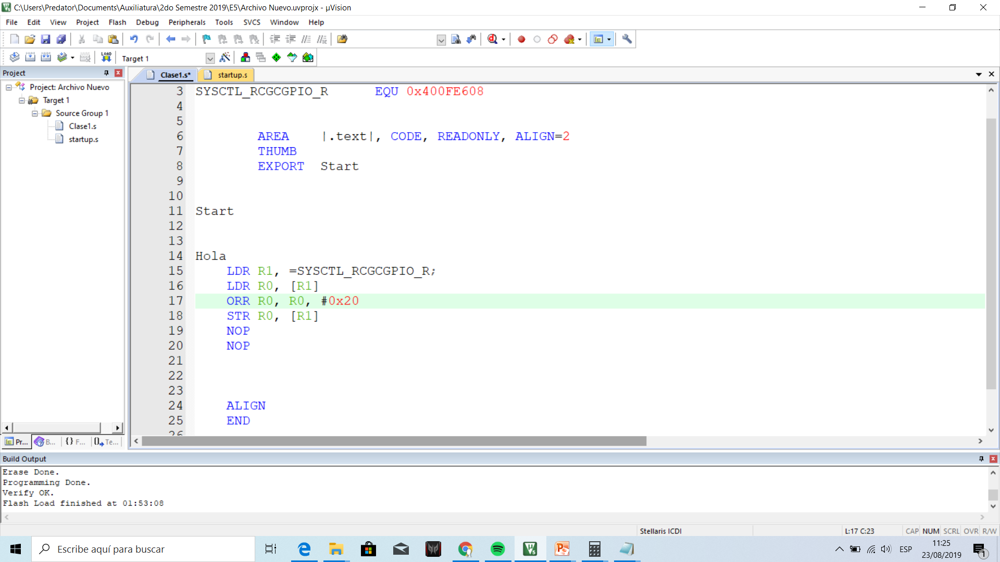 C:\Users\Predator\Documents\Auxiliatura\2do Semestre 2019\E5\Archivo Nuevo.uvprojx - µVision
File Edit View Project Flash Debug Peripherals Tools SVCS Window Help
LOAD Target 1
Project
Clase1.s* startup.s
Project: Archivo Nuevo
Target 1
Source Group 1
Clase1.s
startup.s
3 SYSCTL_RCGCGPIO_R EQU 0x400FE608
4
5
6 AREA |.text|, CODE, READONLY, ALIGN=2
7 THUMB
8 EXPORT Start
9
10
11 Start
12
13
14 Hola
15 LDR R1, =SYSCTL_RCGCGPIO_R;
16 LDR R0, [R1]
17 ORR R0, R0, #0x20
18 STR R0, [R1]
19 NOP
20 NOP
21
22
23
24 ALIGN
25 END
26
Pr... B... {} F... Te...
Build Output
Erase Done.
Programming Done.
Verify OK.
Flash Load finished at 01:53:08
Stellaris ICDI L:17 C:23 CAP NUM SCRL OVR R/W
Escribe aquí para buscar
ESP
11:25
23/08/2019
1